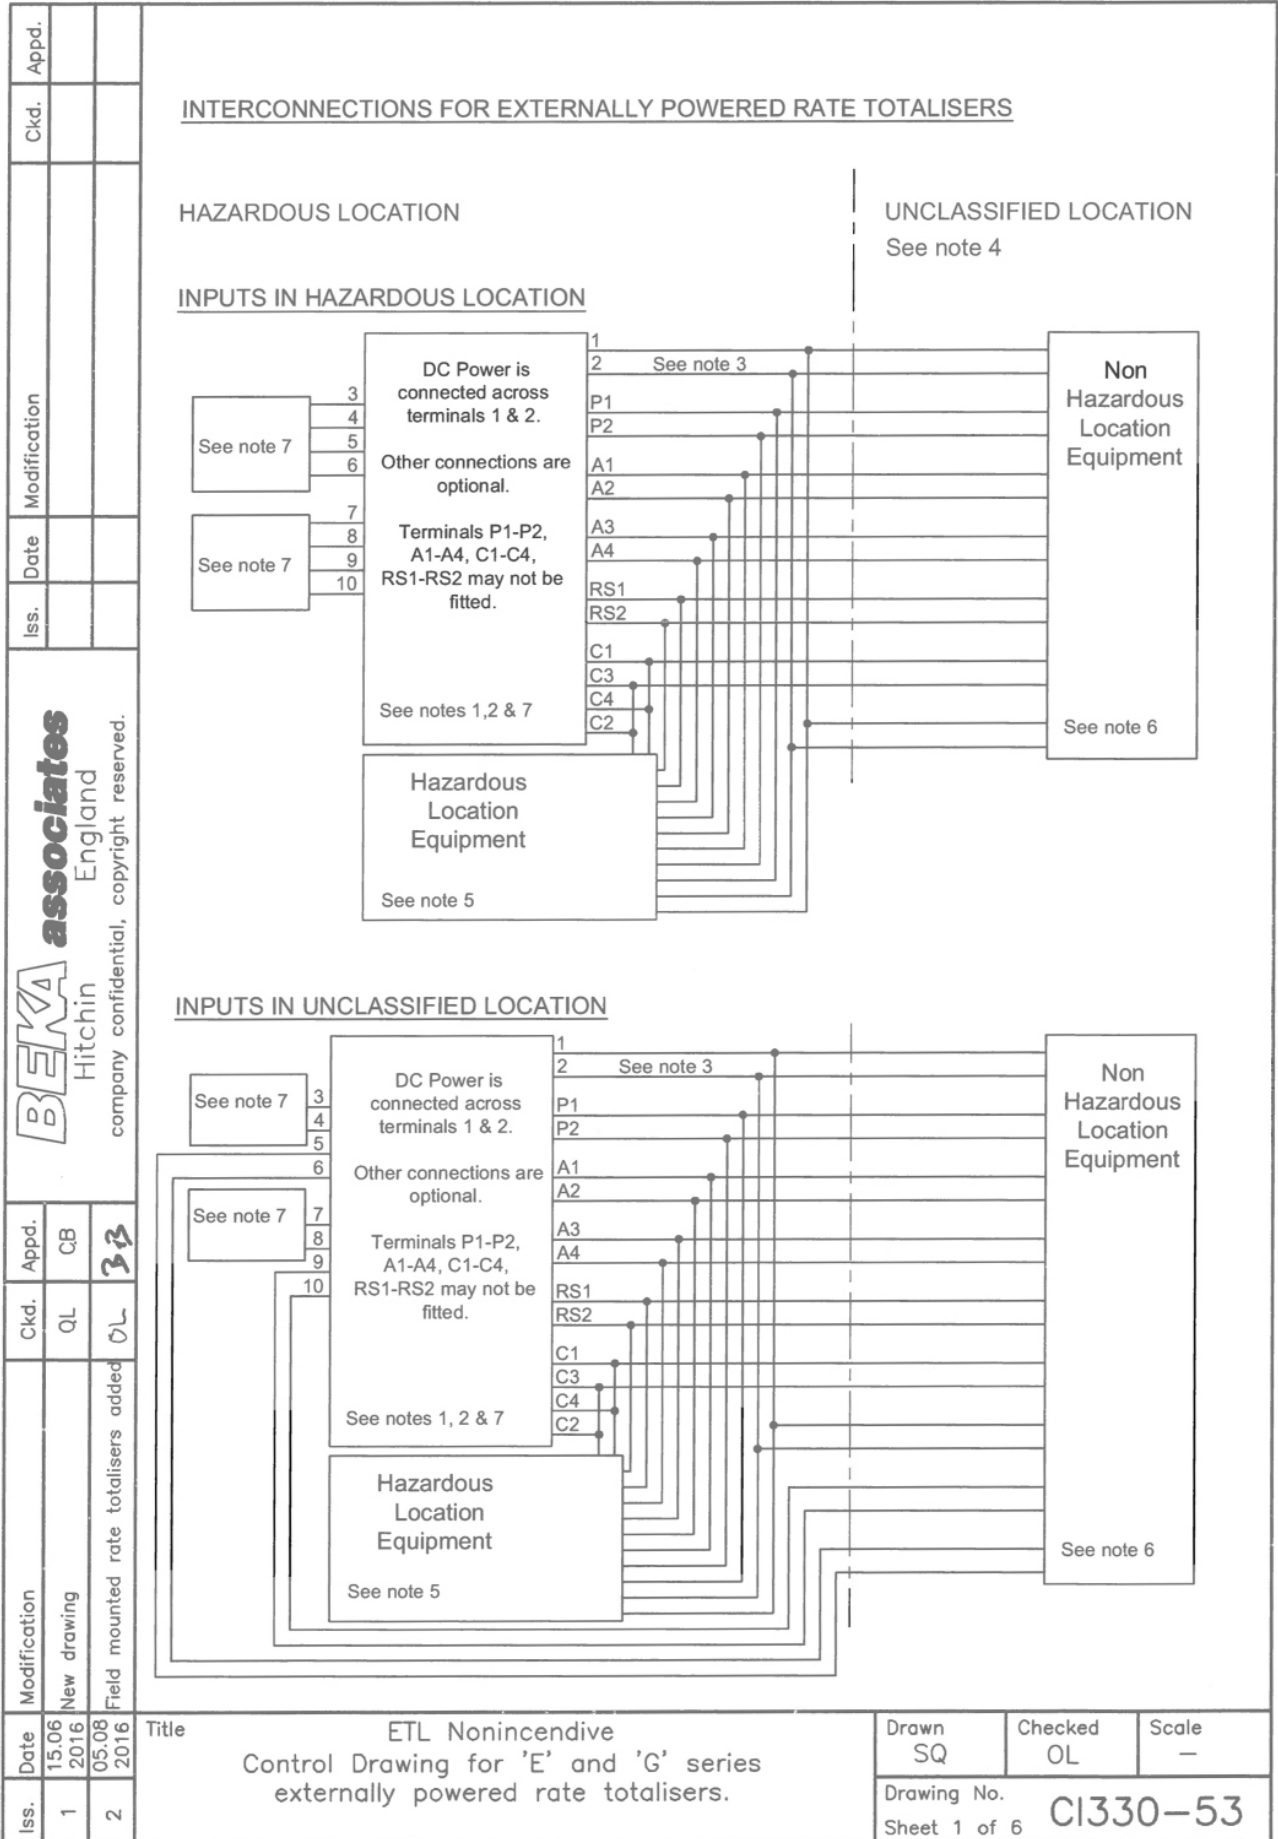 INTERCONNECTIONS FOR EXTERNALLY POWERED RATE TOTALISERS
HAZARDOUS LOCATION
UNCLASSIFIED LOCATION
See note 4
INPUTS IN HAZARDOUS LOCATION
DC Power is
connected across
terminals 1 & 2.
Other connections are
optional.
Terminals P1-P2,
A1-A4, C1-C4,
RS1-RS2 may not be
fitted.
See notes 1,2 & 7
See note 7
3
4
5
6
See note 7
7
8
9
10
1
2
See note 3
P1
P2
A1
A2
A3
A4
RS1
RS2
C1
C3
C4
C2
Non
Hazardous
Location
Equipment
See note 6
Hazardous
Location
Equipment
See note 5
INPUTS IN UNCLASSIFIED LOCATION
DC Power is
connected across
terminals 1 & 2.
Other connections are
optional.
Terminals P1-P2,
A1-A4, C1-C4,
RS1-RS2 may not be
fitted.
See notes 1, 2 & 7
See note 7
3
4
5
6
See note 7
7
8
9
10
1
2
See note 3
P1
P2
A1
A2
A3
A4
RS1
RS2
C1
C3
C4
C2
Non
Hazardous
Location
Equipment
See note 6
Hazardous
Location
Equipment
See note 5
Iss. Date Modification Ckd. Appd.
BEKA associates
Hitchin England
company confidential, copyright reserved.
Iss. Date Modification Ckd. Appd.
1 15.06 2016 New drawing QL CB
2 05.08 2016 Field mounted rate totalisers added OL
Title
ETL Nonincendive
Control Drawing for 'E' and 'G' series
externally powered rate totalisers.
Drawn
SQ
Checked
OL
Scale
—
Drawing No.
Sheet 1 of 6
CI330-53